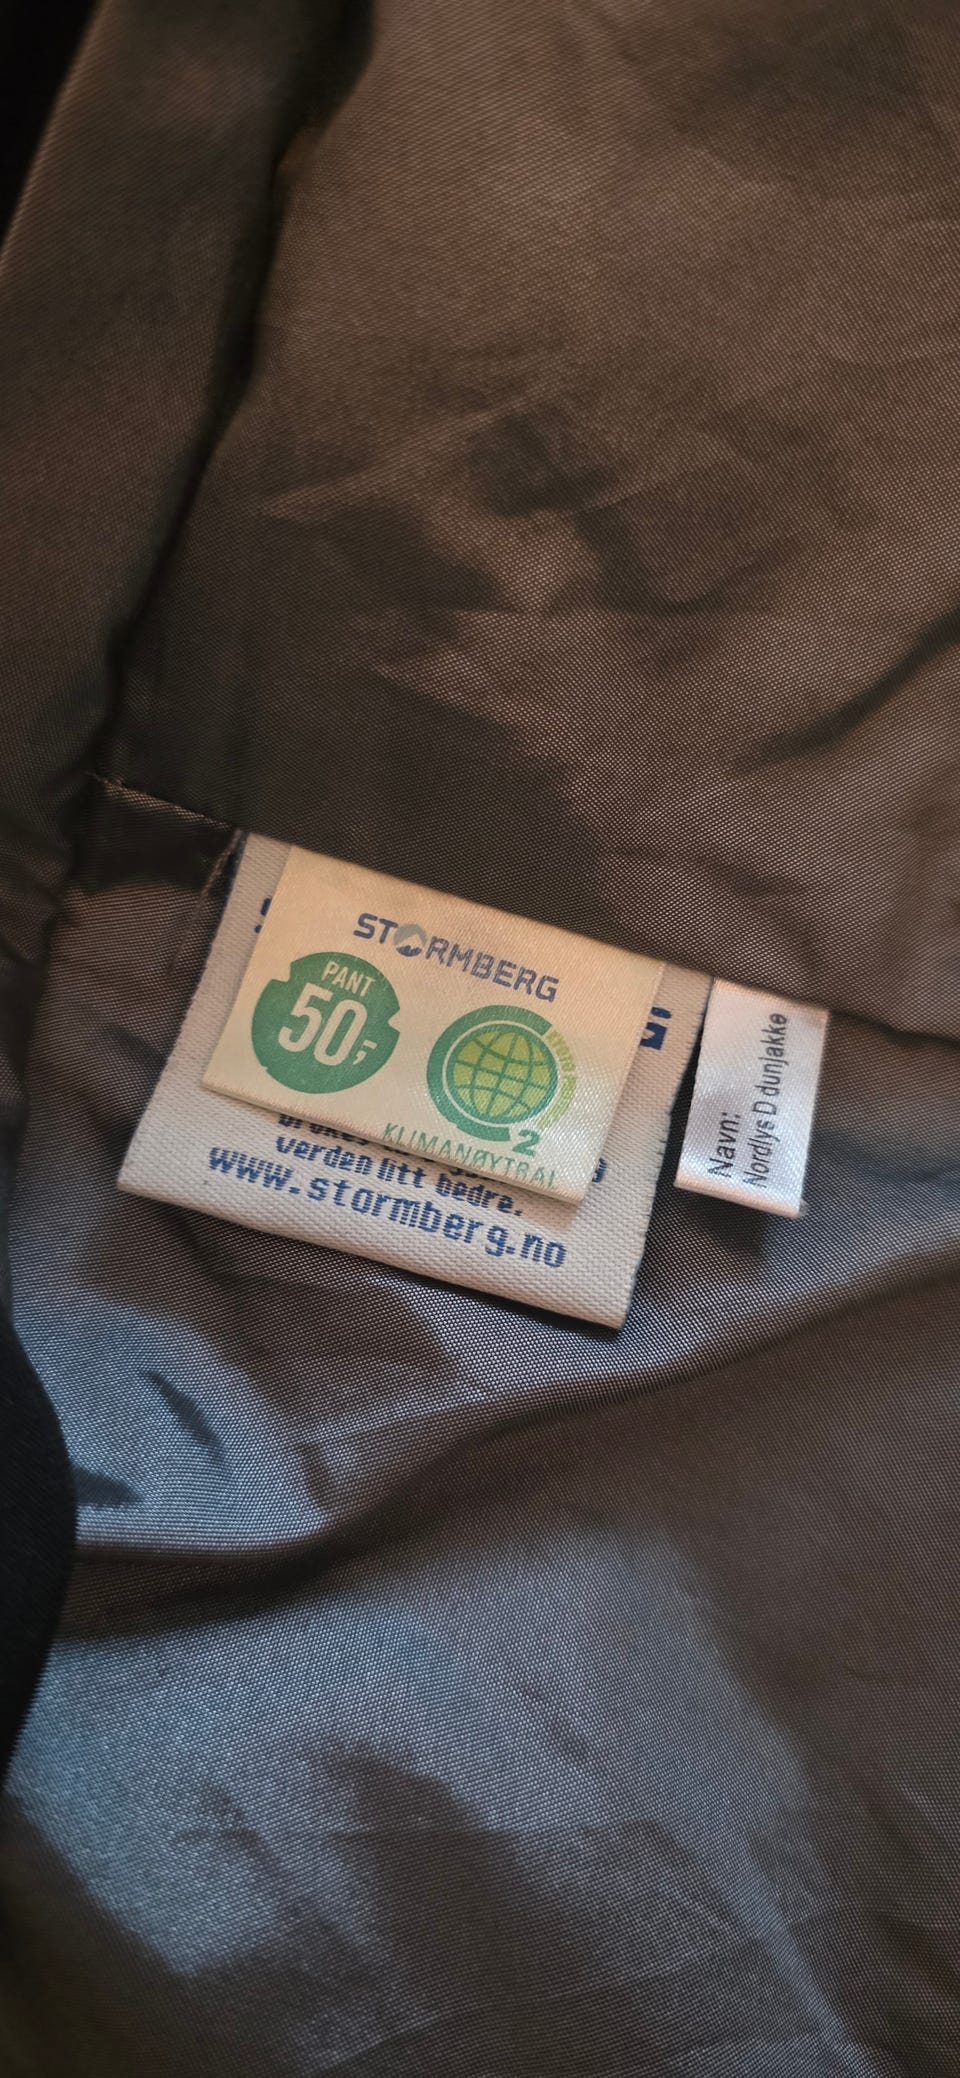 STORMBERG
PANT
50,-
2
KLIMANØYTRAL
verden litt bedre.
www.stormberg.no
Navn:
Nordlys D dunjakke